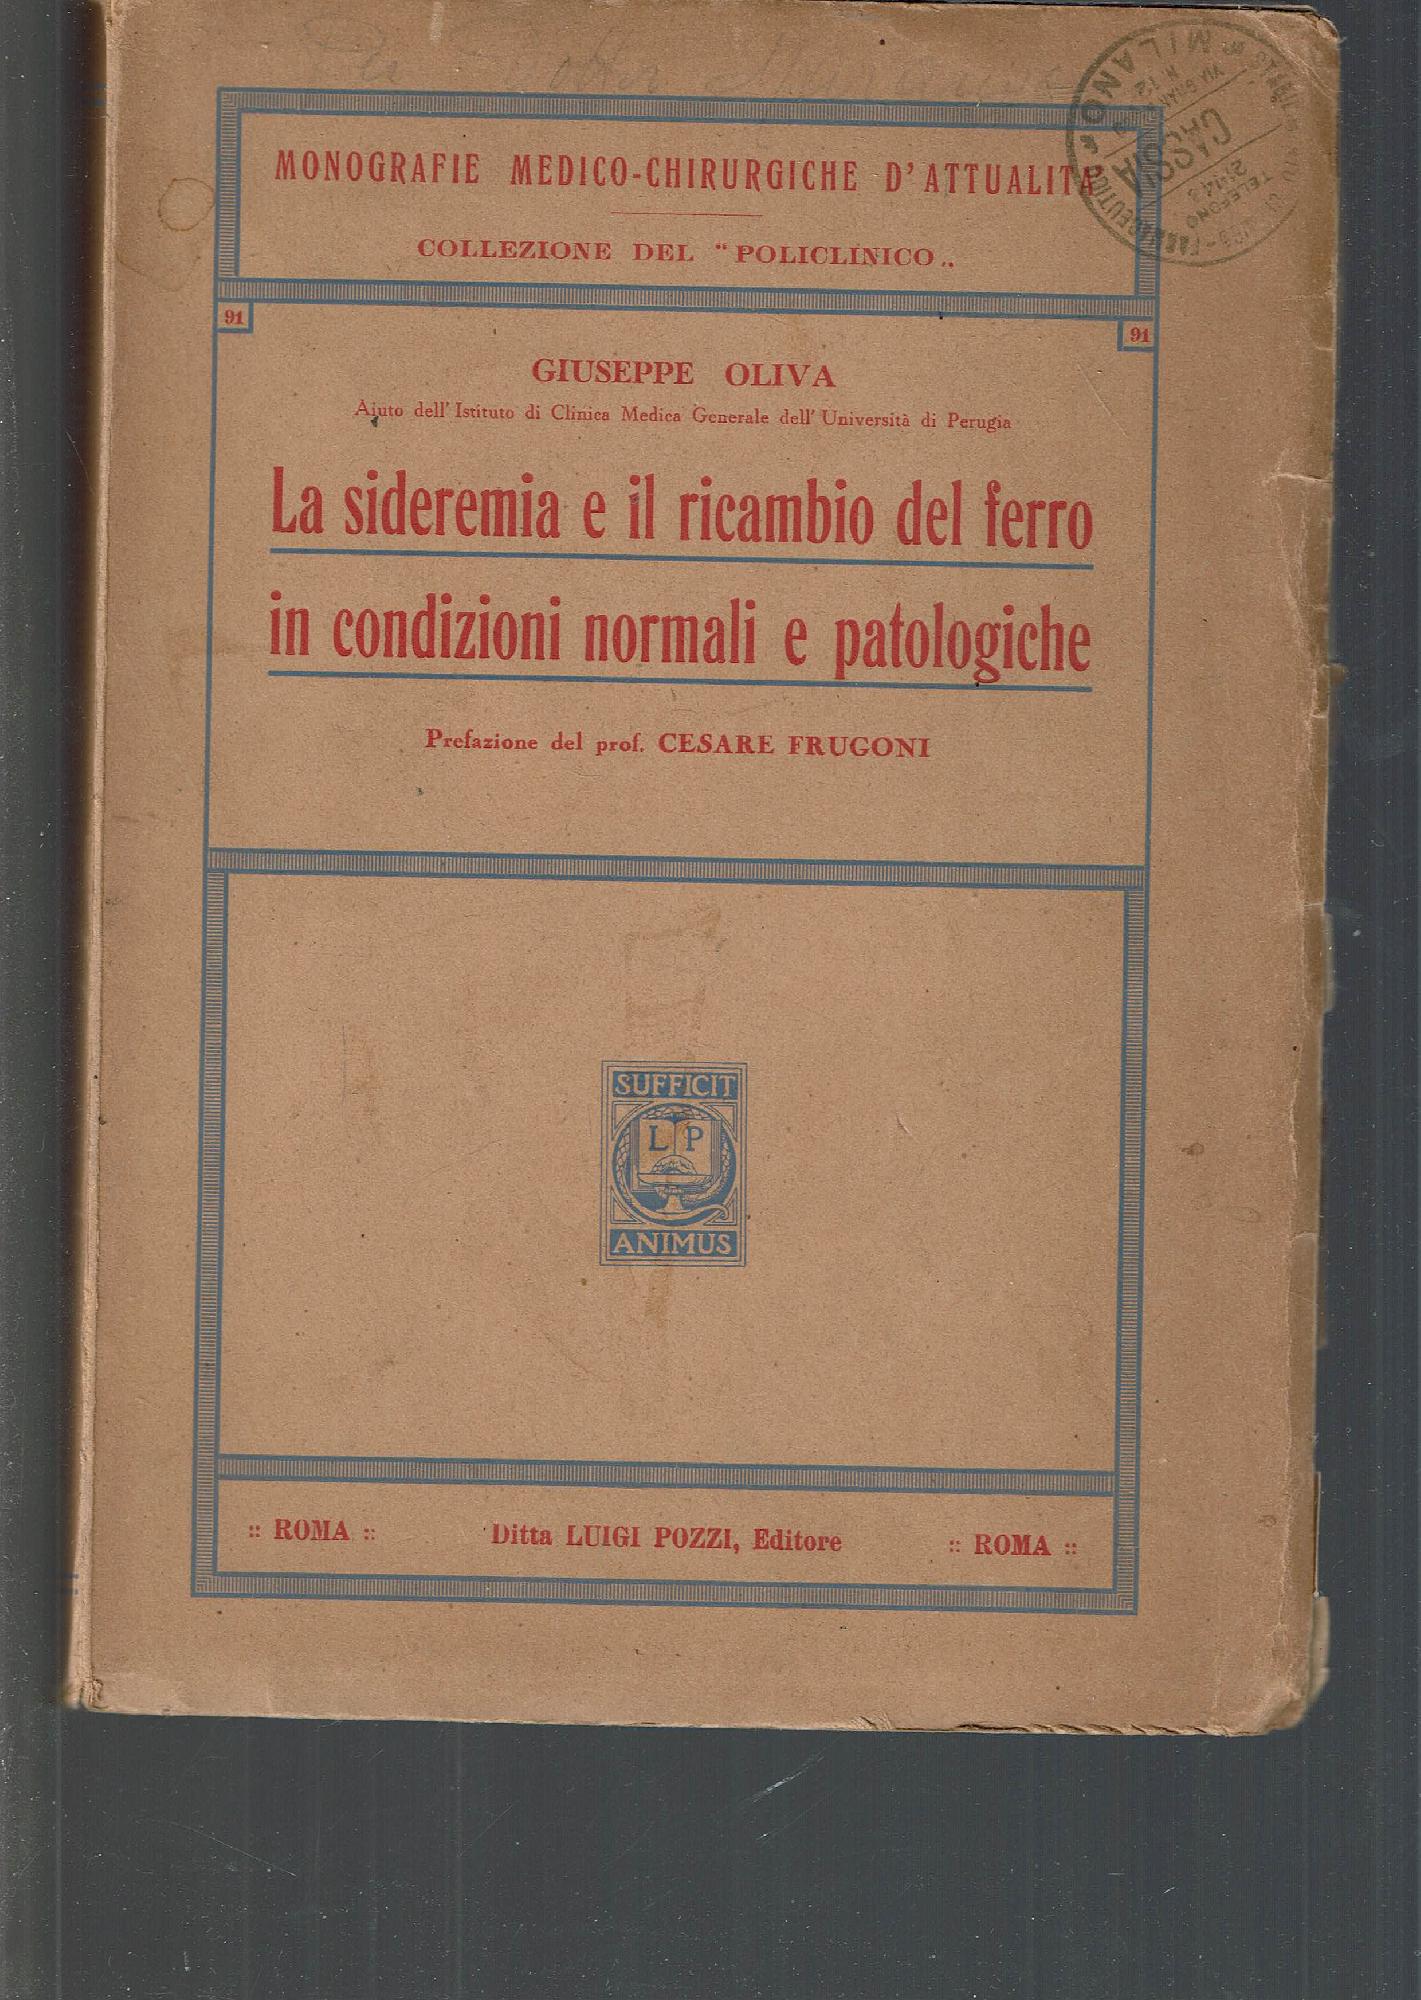 MONOGRAFIE MEDICO-CHIRURGICHE D'ATTUALITÀ
COLLEZIONE DEL “POLICLINICO„
91
91
GIUSEPPE OLIVA
Aiuto dell'Istituto di Clinica Medica Generale dell'Università di Perugia
La sideremia e il ricambio del ferro
in condizioni normali e patologiche
Prefazione del prof. CESARE FRUGONI
SUFFICIT
L P
ANIMUS
:: ROMA :: Ditta LUIGI POZZI, Editore :: ROMA ::
MILANO
CASSIA
TELEFONO